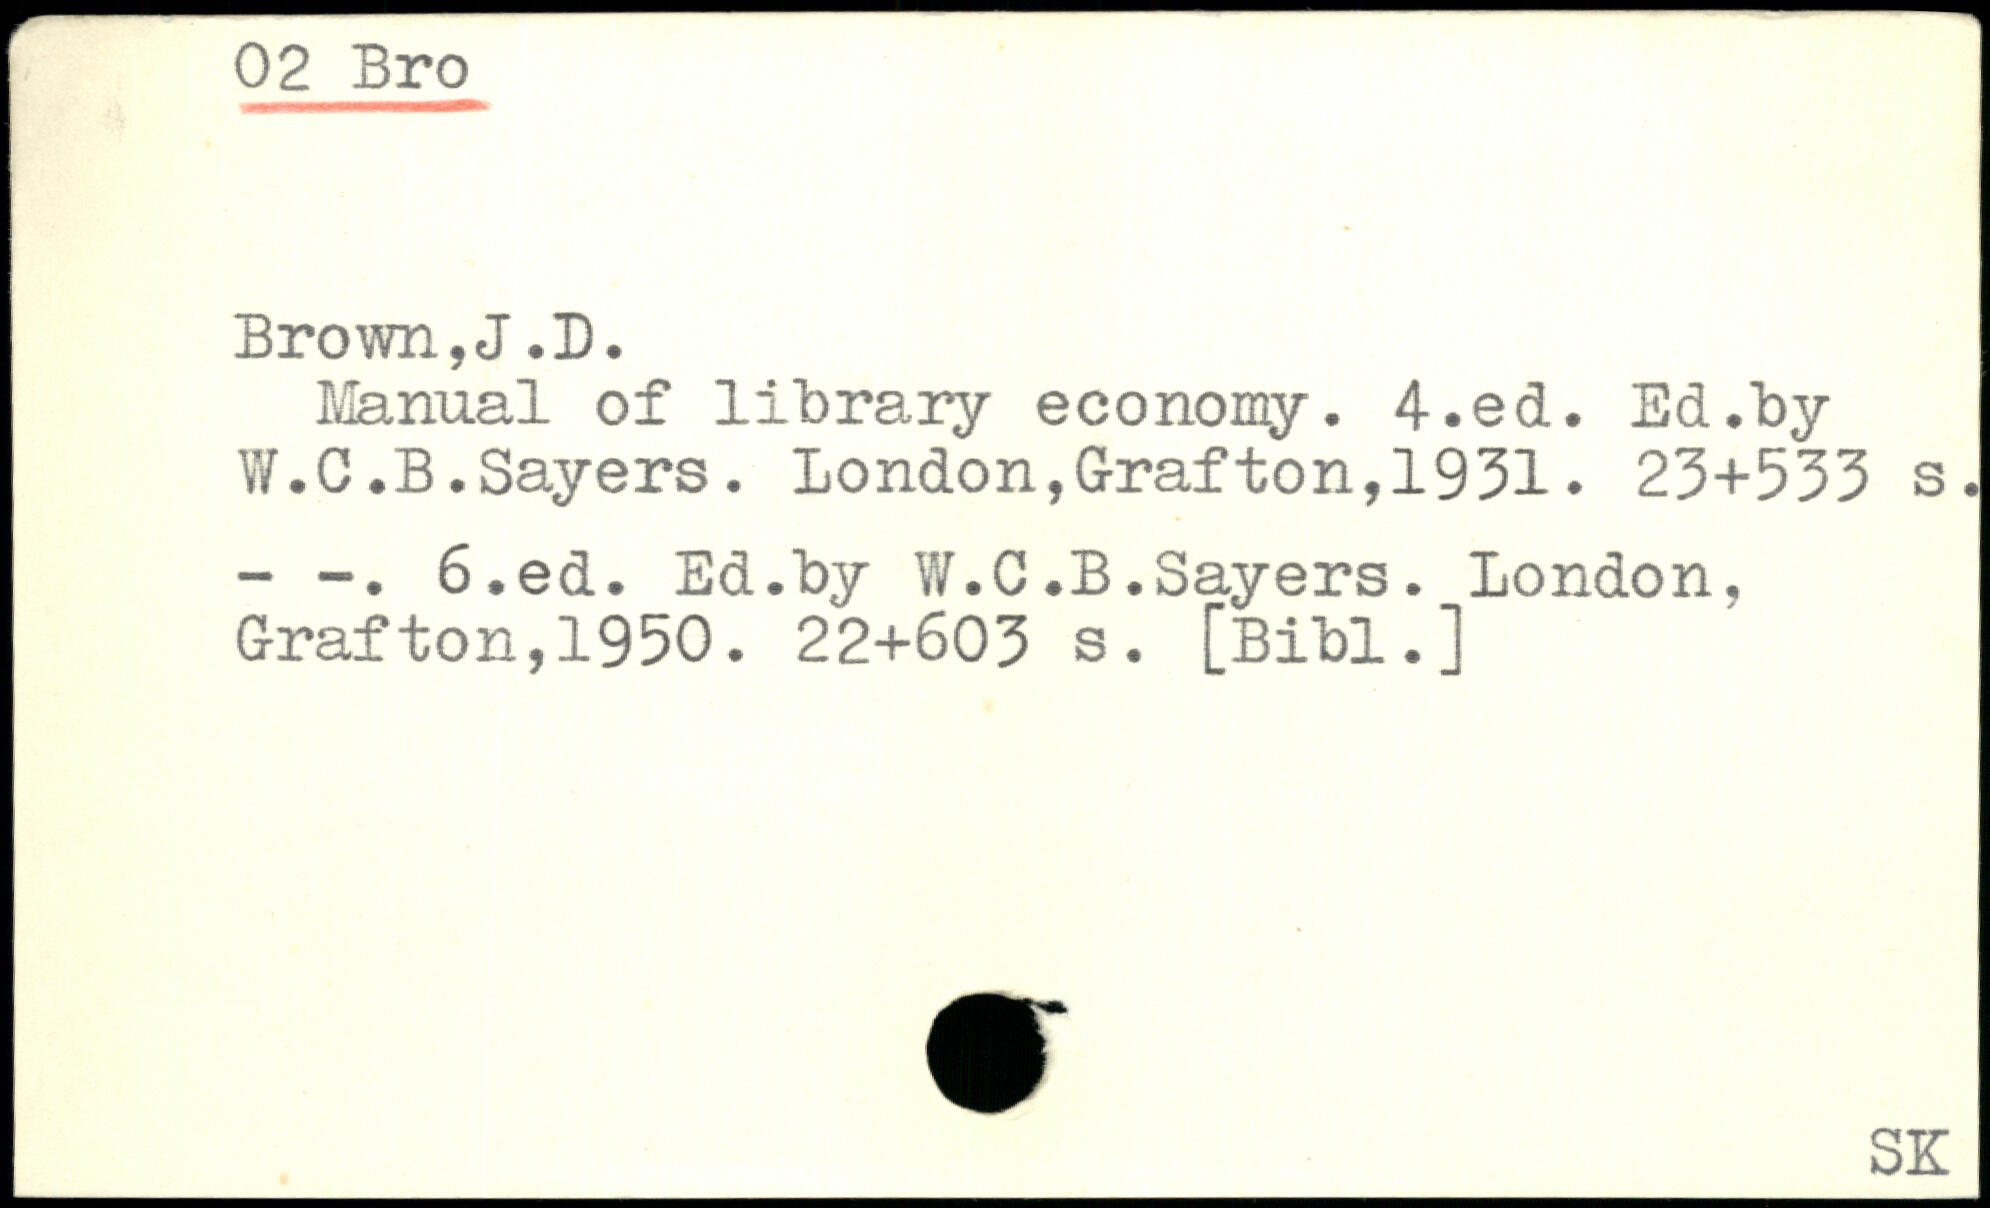 02 Bro
Brown,J.D.
Manual of library economy. 4.ed. Ed.by
W.C.B.Sayers. London,Grafton,1931. 23+533 s.
- -. 6.ed. Ed.by W.C.B.Sayers. London,
Grafton,1950. 22+603 s. [Bibl.]
SK